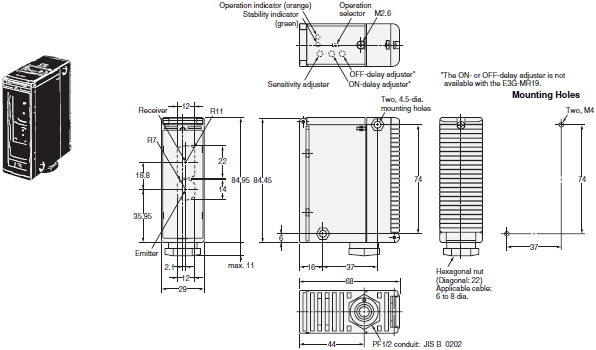 Operation indicator (orange)
Stability indicator
(green)
Operation
selector
M2.6
OFF-delay adjuster*
Sensitivity adjuster
ON-delay adjuster*
*The ON- or OFF-delay adjuster is not
available with the E3G-MR19.
Mounting Holes
Two, 4.5-dia.
mounting holes
Two, M4
Receiver
12
R11
R7
22
18.8
14
84.95
84.45
74
74
35.95
6
Emitter
2.1
max. 11
12
29
16
37
37
68
Hexagonal nut
(Diagonal: 22)
Applicable cable:
6 to 8 dia.
44
PF1/2 conduit: JIS B 0202